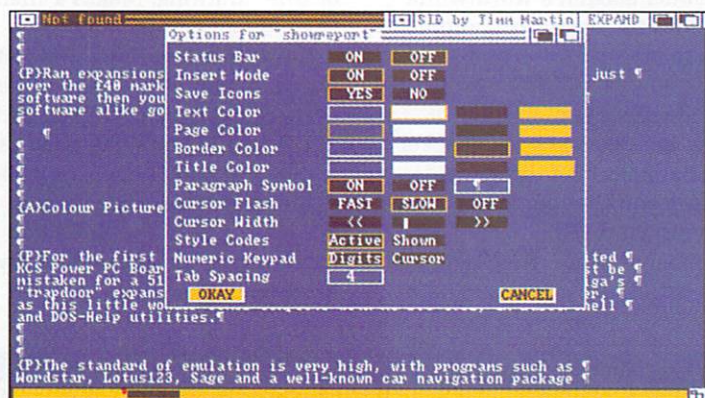 Not found
SID by Timm Martin
EXPAND
Options for "showreport"
Status Bar ON OFF
Insert Mode ON OFF
Save Icons YES NO
Text Color
Page Color
Border Color
Title Color
Paragraph Symbol ON OFF ¶
Cursor Flash FAST SLOW OFF
Cursor Width << >>
Style Codes Active Shown
Numeric Keypad Digits Cursor
Tab Spacing 4
OKAY CANCEL
¶
¶
¶
{P}Ram expansions just ¶
over the £40 mark
software then you ¶
software alike go
¶
¶
¶
¶
¶
¶
{A}Colour Picture
¶
¶
¶
{P}For the first ited ¶
KCS Power PC Boar st be ¶
mistaken for a 51 iga's ¶
"trapdoor" expans er, ¶
as this little wo ell ¶
and DOS-Help utilities.¶
¶
¶
{P}The standard of emulation is very high, with programs such as ¶
Wordstar, Lotus123, Sage and a well-known car navigation package ¶